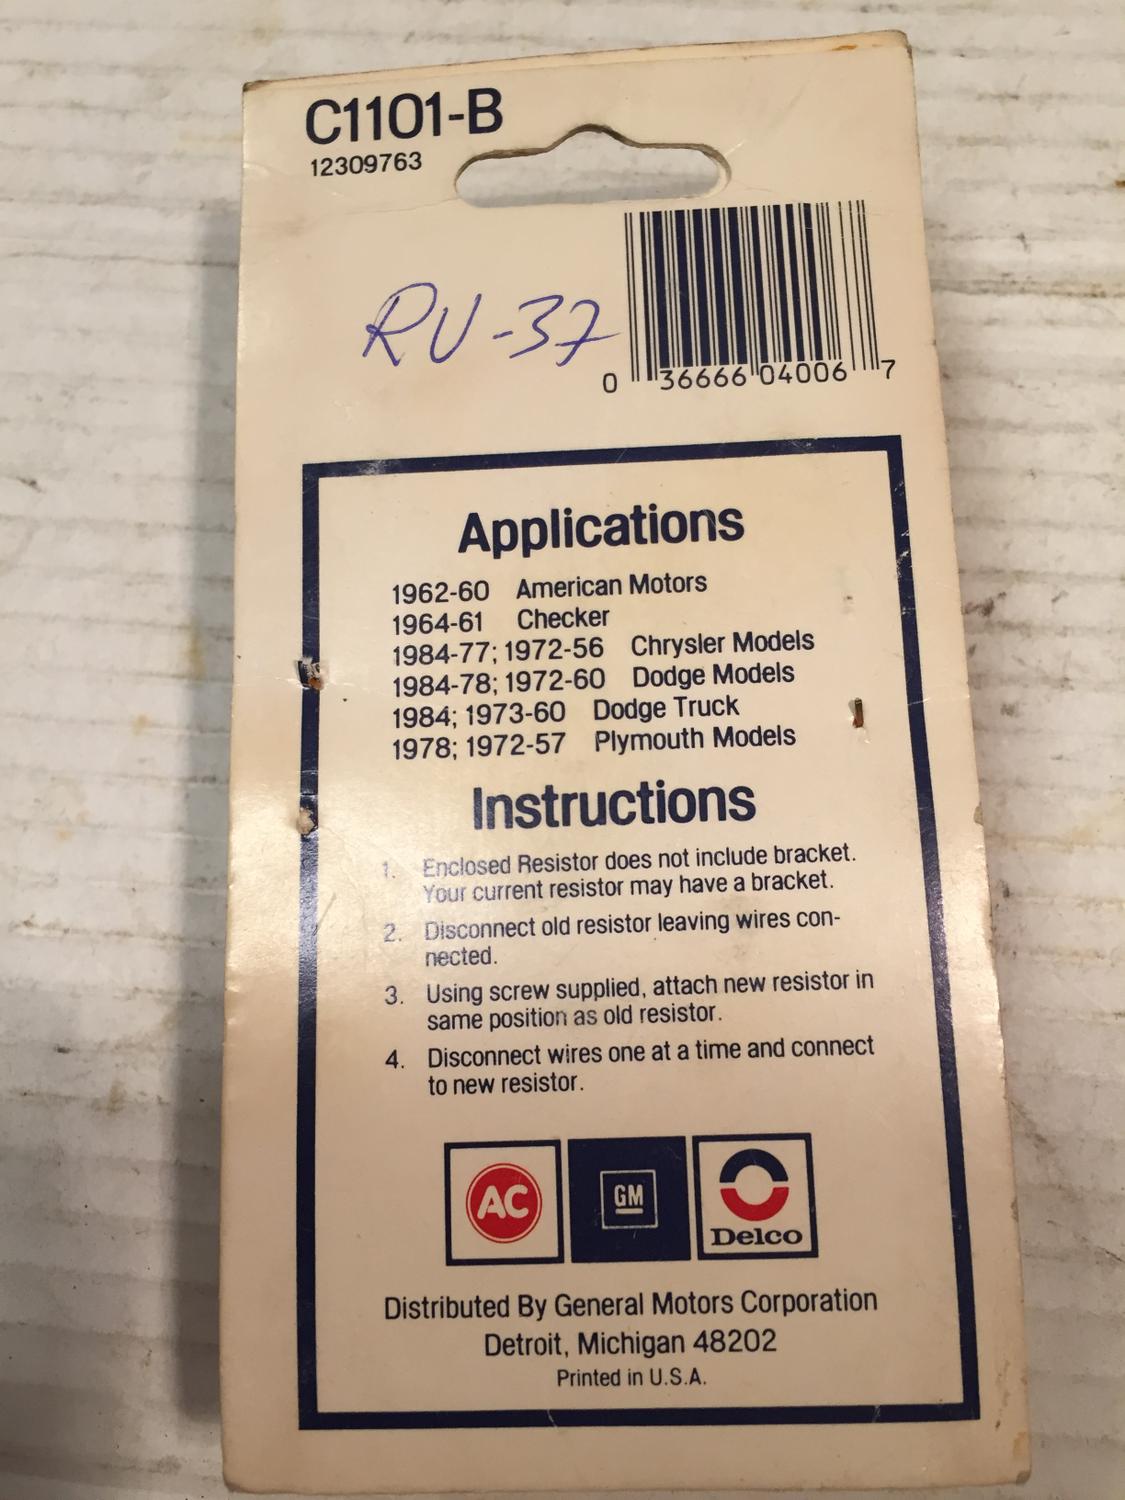 C1101-B
12309763
RU-37
0 36666 04006 7
Applications
1962-60 American Motors
1964-61 Checker
1984-77; 1972-56 Chrysler Models
1984-78; 1972-60 Dodge Models
1984; 1973-60 Dodge Truck
1978; 1972-57 Plymouth Models
Instructions
1. Enclosed Resistor does not include bracket.
Your current resistor may have a bracket.
2. Disconnect old resistor leaving wires con-
nected.
3. Using screw supplied, attach new resistor in
same position as old resistor.
4. Disconnect wires one at a time and connect
to new resistor.
AC GM Delco
Distributed By General Motors Corporation
Detroit, Michigan 48202
Printed in U.S.A.